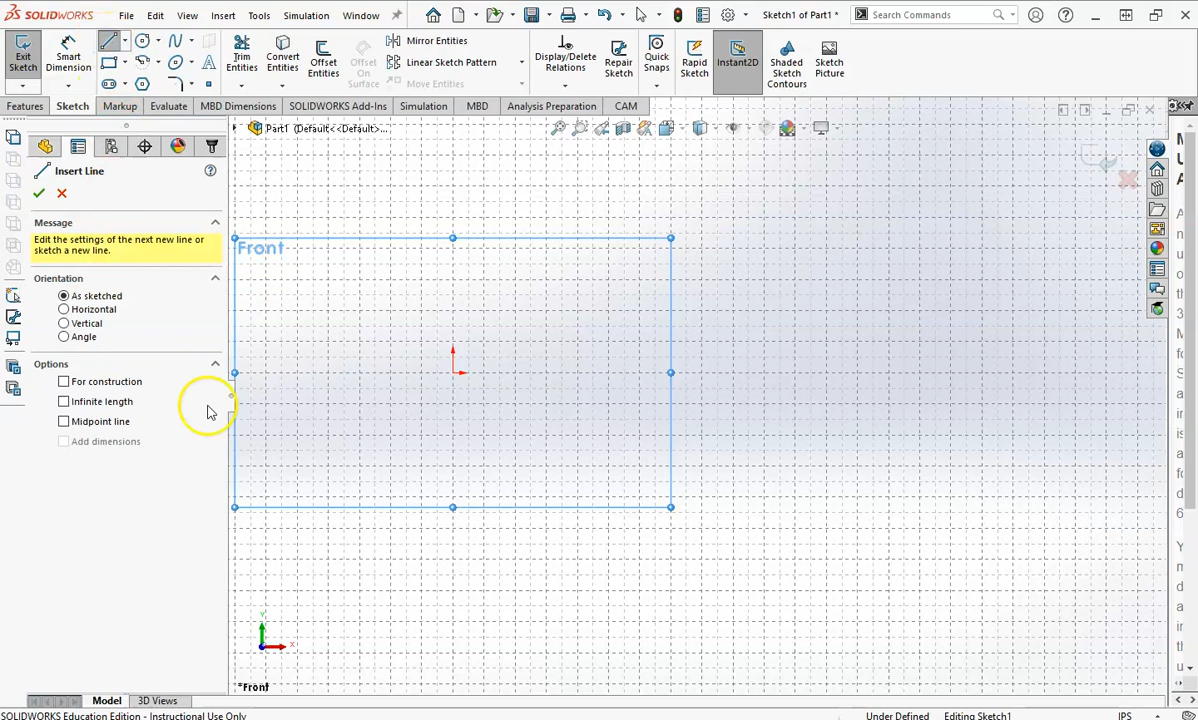 SOLIDWORKS File Edit View Insert Tools Simulation Window Sketch1 of Part1 * Search Commands
Exit Sketch
Smart Dimension
Trim Entities
Convert Entities
Offset Entities
Offset On Surface
Mirror Entities
Linear Sketch Pattern
Move Entities
Display/Delete Relations
Repair Sketch
Quick Snaps
Rapid Sketch
Instant2D
Shaded Sketch Contours
Sketch Picture
Features Sketch Markup Evaluate MBD Dimensions SOLIDWORKS Add-Ins Simulation MBD Analysis Preparation CAM
Part1 (Default<<Default>...
Insert Line
Message
Edit the settings of the next new line or
sketch a new line.
Orientation
As sketched
Horizontal
Vertical
Angle
Options
For construction
Infinite length
Midpoint line
Add dimensions
Front
Y
X
*Front
Model 3D Views
SOLIDWORKS Education Edition - Instructional Use Only Under Defined Editing Sketch1 IPS